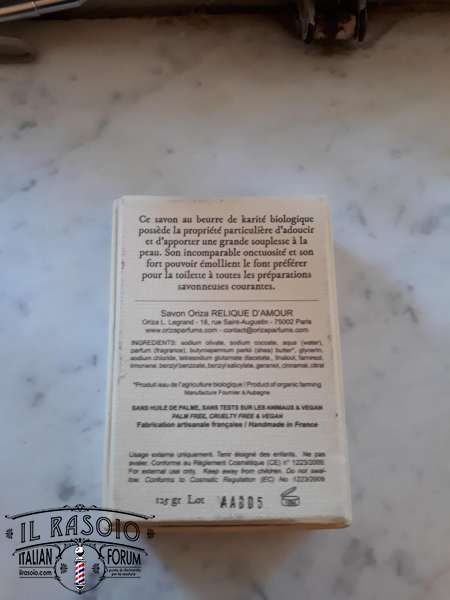 Ce savon au beurre de karité biologique
possède la propriété particulière d'adoucir
et d'apporter une grande souplesse à la
peau. Son incomparable onctuosité et son
fort pouvoir émollient le font préférer
pour la toilette à toutes les préparations
savonneuses courantes.
Savon Oriza RELIQUE D'AMOUR
Oriza L. Legrand - 18, rue Saint-Augustin - 75002 Paris
www.orizaparfums.com - contact@orizaparfums.com
INGREDIENTS: sodium olivate, sodium cocoate, aqua (water),
parfum (fragrance), butyrospermum parkii (shea) butter*, glycerin,
sodium chloride, tetrasodium glutamate diacetate, linalool, farnesol,
limonene, benzyl benzoate, benzyl salicylate, geraniol, cinnamal, citral
*Produit issu de l'agriculture biologique / Product of organic farming
Manufacture Fournier à Aubagne
SANS HUILE DE PALME, SANS TESTS SUR LES ANIMAUX & VEGAN
PALM FREE, CRUELTY FREE & VEGAN
Fabrication artisanale française / Handmade in France
Usage externe uniquement. Tenir éloigné des enfants. Ne pas
avaler. Conforme au Règlement Cosmétique (CE) n° 1223/2009.
For external use only. Keep away from children. Do not swal-
low. Conforms to Cosmetic Regulation (EC) No 1223/2009.
125 gr Lot AABD5
IL RASOIO
ITALIAN FORUM
ilrasoio.com